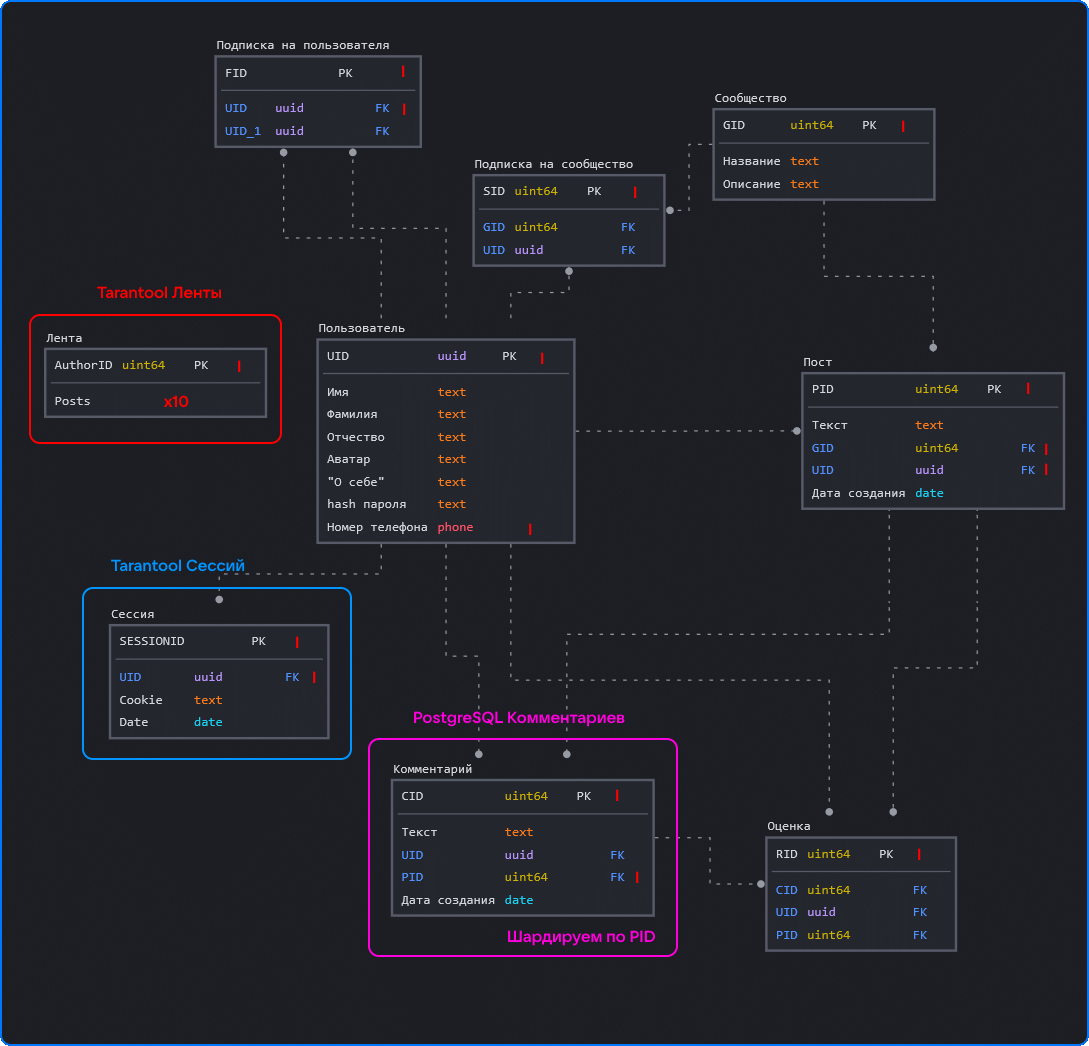 Подписка на пользователя
FID PK I
UID uuid FK I
UID_1 uuid FK
Сообщество
GID uint64 PK I
Название text
Описание text
Подписка на сообщество
SID uint64 PK I
GID uint64 FK
UID uuid FK
Tarantool Ленты
Лента
AuthorID uint64 PK I
Posts x10
Пользователь
UID uuid PK I
Имя text
Фамилия text
Отчество text
Аватар text
"О себе" text
hash пароля text
Номер телефона phone I
Пост
PID uint64 PK I
Текст text
GID uint64 FK I
UID uuid FK I
Дата создания date
Tarantool Сессий
Сессия
SESSIONID PK I
UID uuid FK I
Cookie text
Date date
PostgreSQL Комментариев
Комментарий
CID uint64 PK I
Текст text
UID uuid FK
PID uint64 FK I
Дата создания date
Шардируем по PID
Оценка
RID uint64 PK I
CID uint64 FK
UID uuid FK
PID uint64 FK